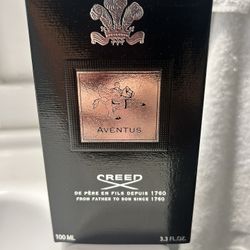 AVENTUS
CREED
DE PÈRE EN FILS DEPUIS 1760
FROM FATHER TO SON SINCE 1760
100 ML
3.3 FL.OZ.